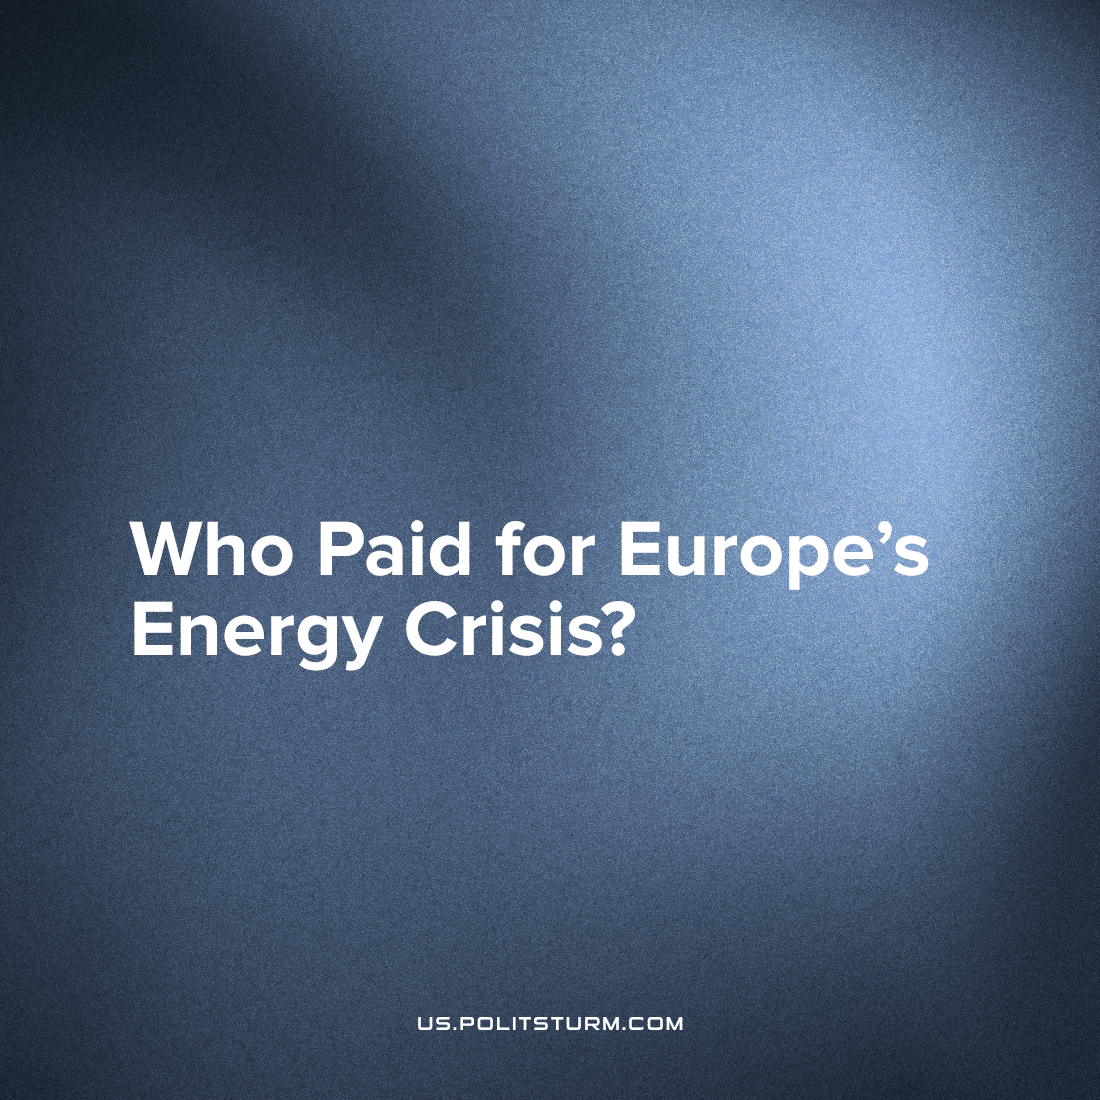 Who Paid for Europe’s
Energy Crisis?
US.POLITSTURM.COM